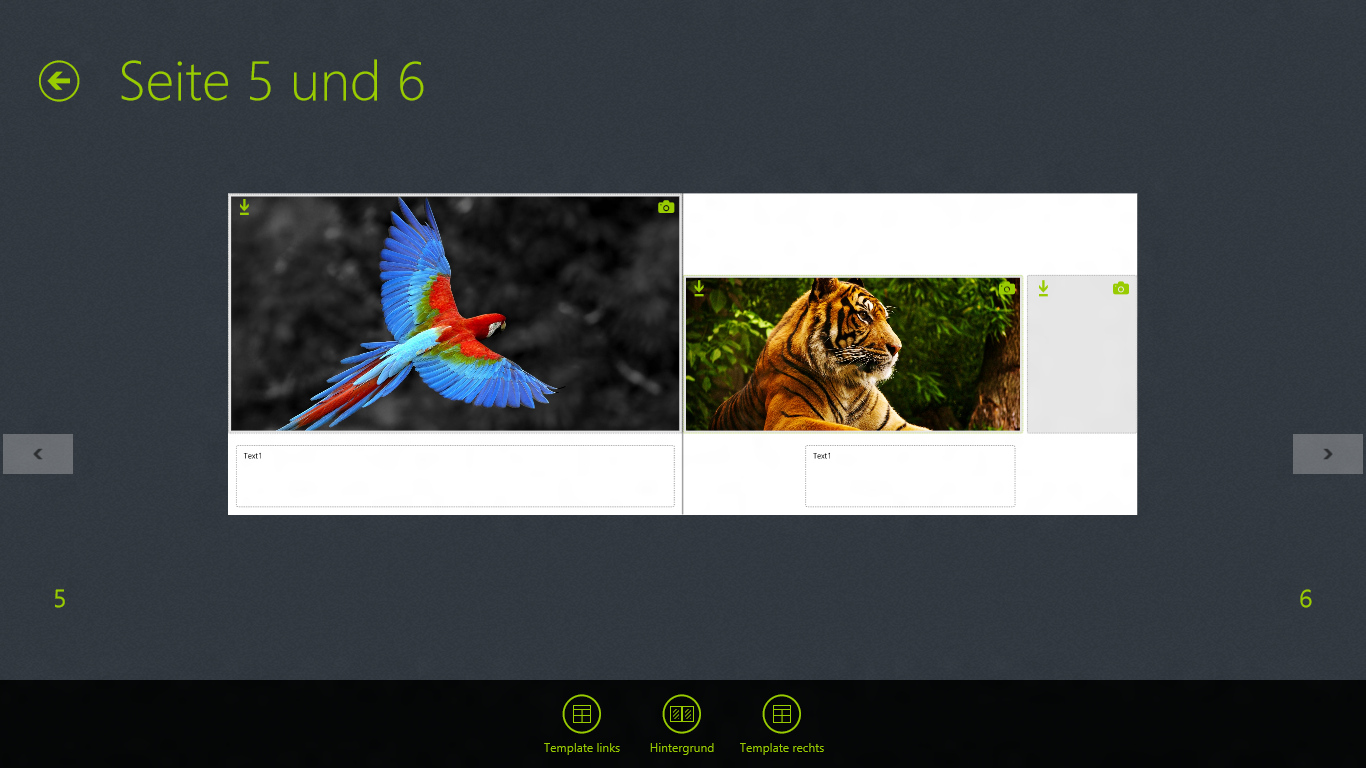 Seite 5 und 6
Text1
Text1
5
6
Template links
Hintergrund
Template rechts